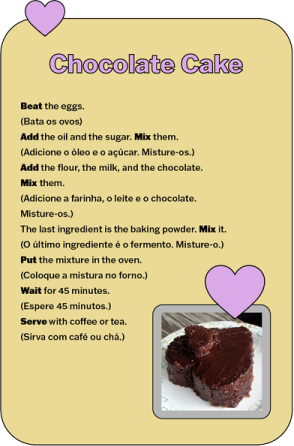 Chocolate Cake
Beat the eggs.
(Bata os ovos)
Add the oil and the sugar. Mix them.
(Adicione o óleo e o açúcar. Misture-os.)
Add the flour, the milk, and the chocolate.
Mix them.
(Adicione a farinha, o leite e o chocolate.
Misture-os.)
The last ingredient is the baking powder. Mix it.
(O último ingrediente é o fermento. Misture-o.)
Put the mixture in the oven.
(Coloque a mistura no forno.)
Wait for 45 minutes.
(Espere 45 minutos.)
Serve with coffee or tea.
(Sirva com café ou chá.)